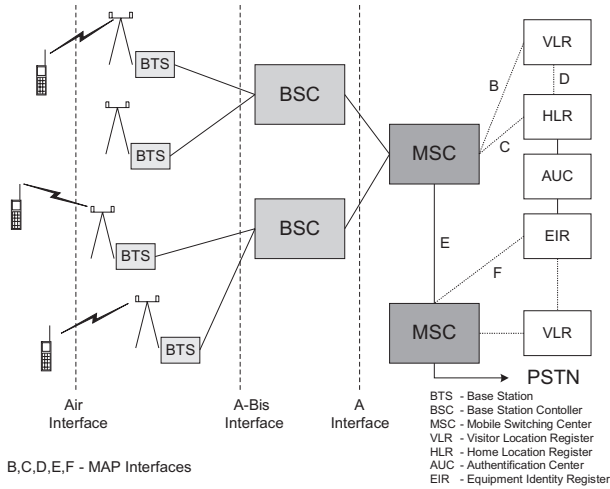 BTS
BTS
BTS
BTS
BSC
BSC
MSC
MSC
B
C
D
E
F
VLR
HLR
AUC
EIR
VLR
PSTN
Air
Interface
A-Bis
Interface
A
Interface
BTS - Base Station
BSC - Base Station Contoller
MSC - Mobile Switching Center
VLR - Visitor Location Register
HLR - Home Location Register
AUC - Authentification Center
EIR - Equipment Identity Register
B,C,D,E,F - MAP Interfaces